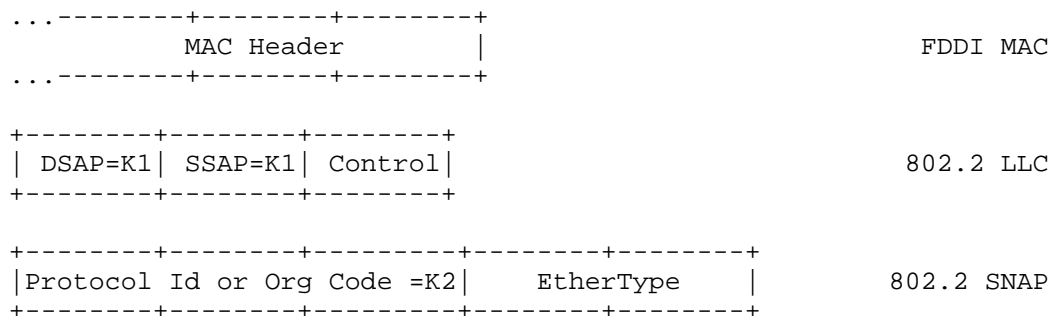 ...--------+--------+--------+
MAC Header | FDDI MAC
...--------+--------+--------+
+--------+--------+--------+
| DSAP=K1| SSAP=K1| Control| 802.2 LLC
+--------+--------+--------+
+--------+--------+---------+--------+--------+
|Protocol Id or Org Code =K2| EtherType | 802.2 SNAP
+--------+--------+---------+--------+--------+